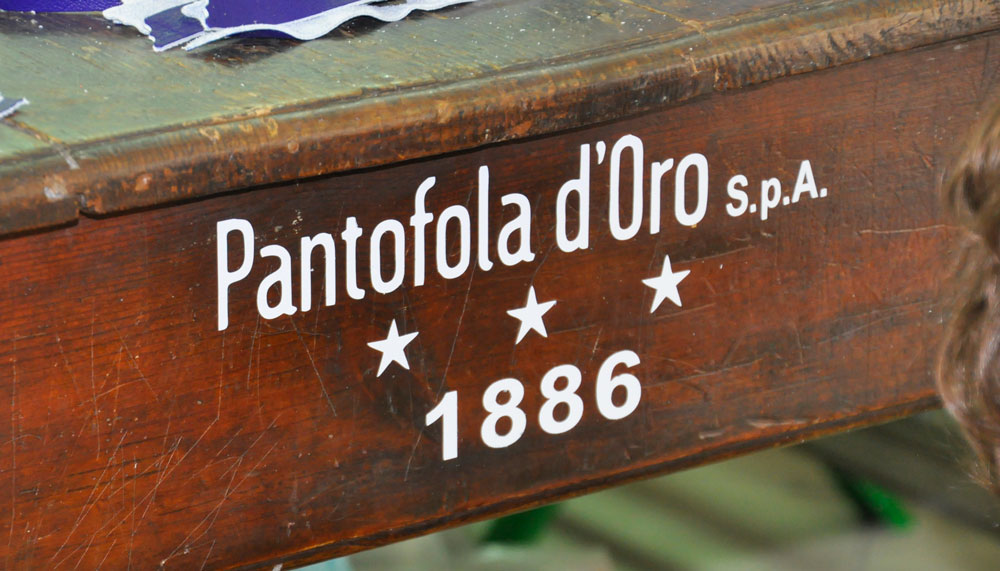 Pantofola d'Oro S.p.A.
★ ★ ★
1886